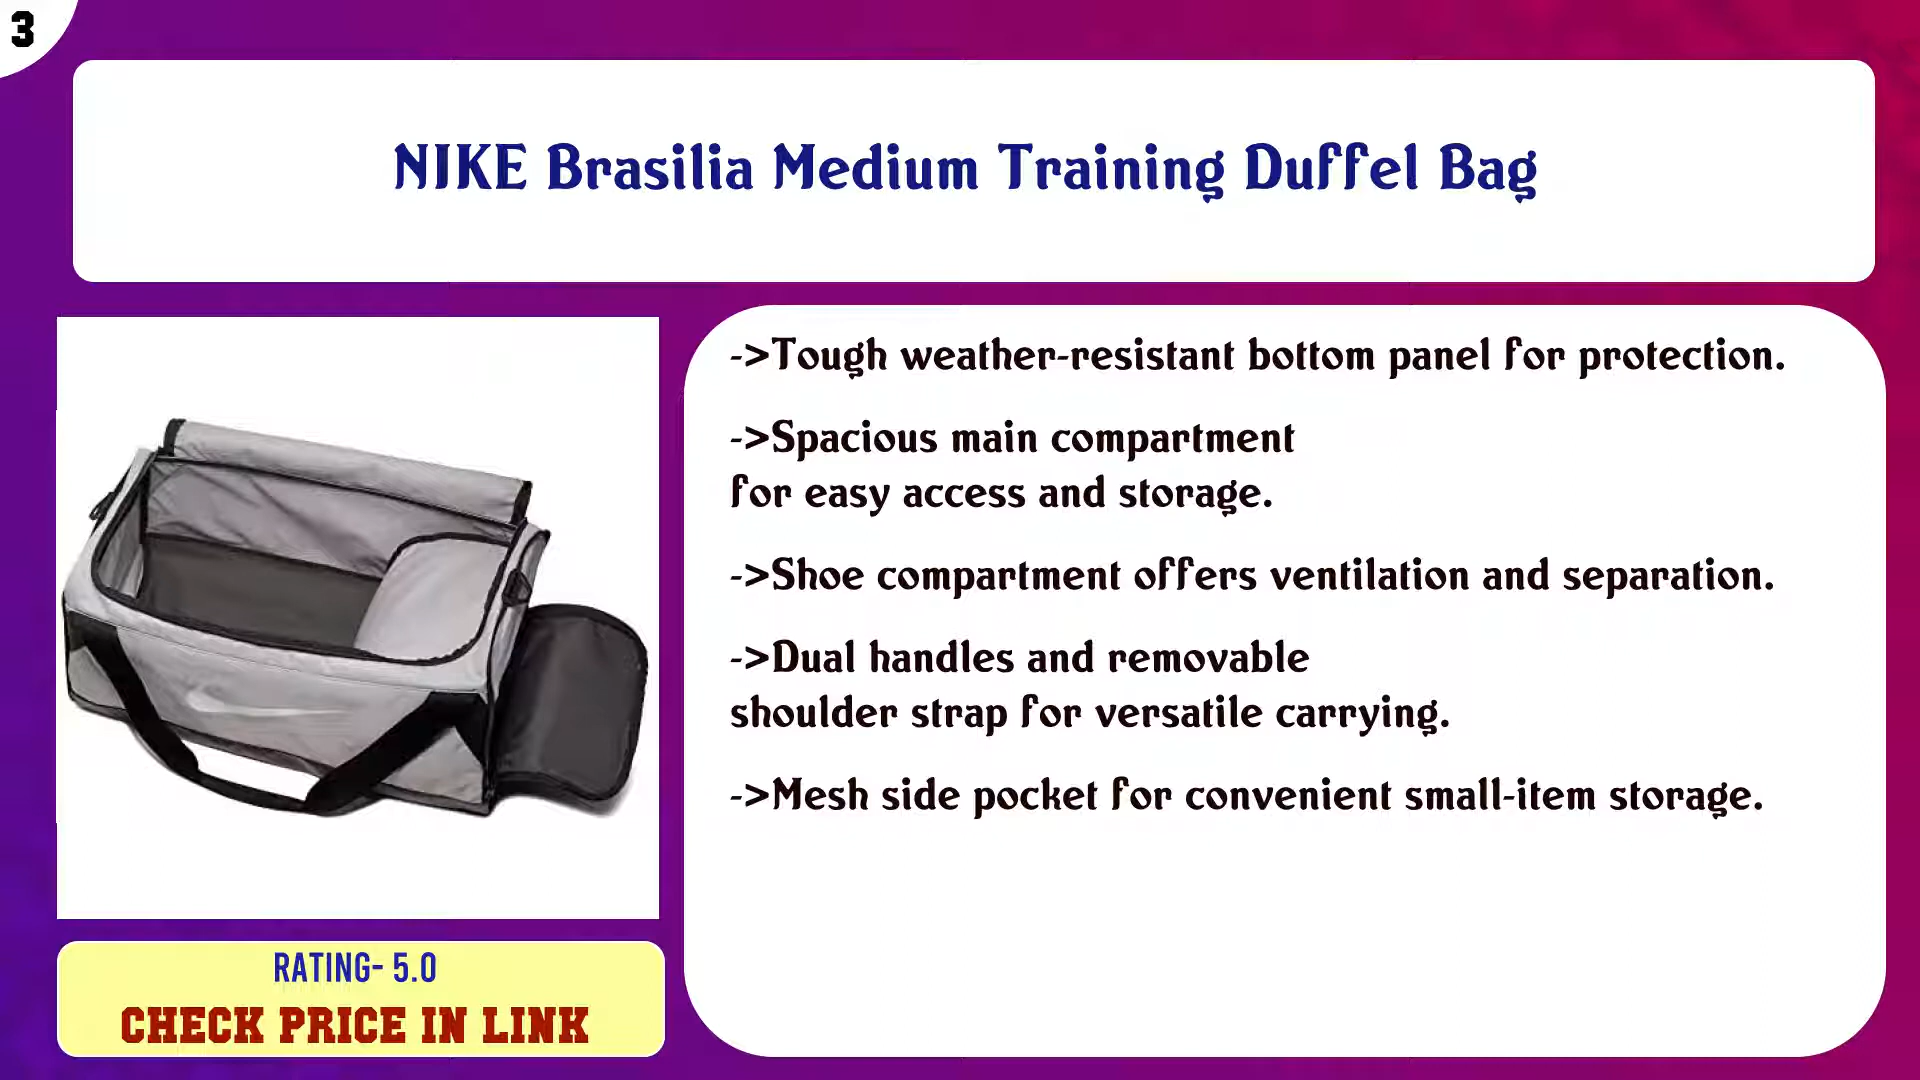 3
NIKE Brasilia Medium Training Duffel Bag
->Tough weather-resistant bottom panel for protection.
->Spacious main compartment
for easy access and storage.
->Shoe compartment offers ventilation and separation.
->Dual handles and removable
shoulder strap for versatile carrying.
->Mesh side pocket for convenient small-item storage.
RATING- 5.0
CHECK PRICE IN LINK